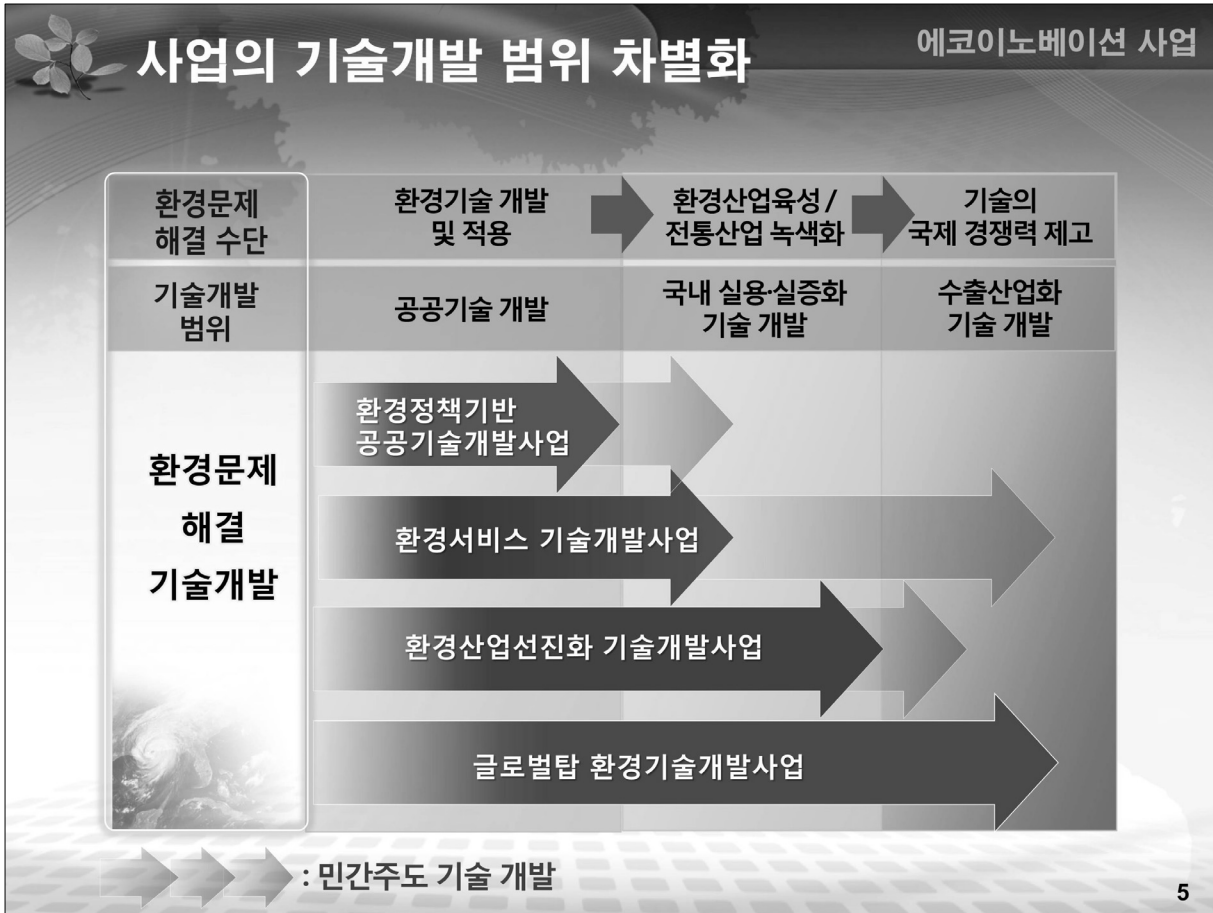 사업의 기술개발 범위 차별화
에코이노베이션 사업
환경문제
해결 수단
환경기술 개발
및 적용
환경산업육성 /
전통산업 녹색화
기술의
국제 경쟁력 제고
기술개발
범위
공공기술 개발
국내 실용·실증화
기술 개발
수출산업화
기술 개발
환경문제
해결
기술개발
환경정책기반
공공기술개발사업
환경서비스 기술개발사업
환경산업선진화 기술개발사업
글로벌탑 환경기술개발사업
: 민간주도 기술 개발
5